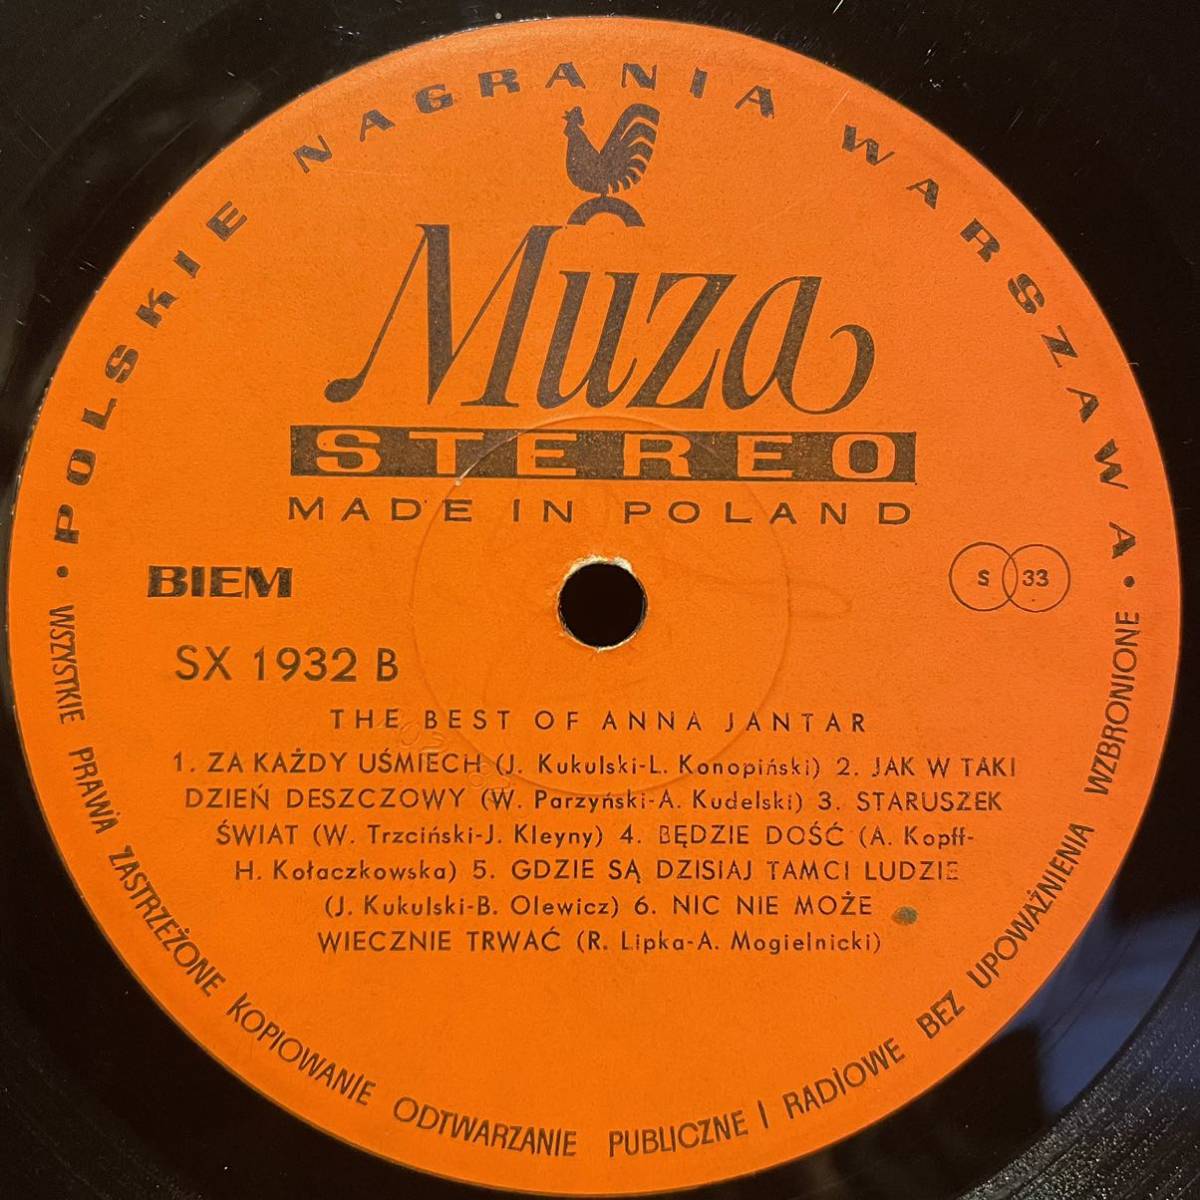 • POLSKIE NAGRANIA WARSZAWA •
Muza
STEREO
MADE IN POLAND
BIEM
S 33
SX 1932 B
THE BEST OF ANNA JANTAR
1. ZA KAŻDY UŚMIECH (J. Kukulski-L. Konopiński) 2. JAK W TAKI
DZIEŃ DESZCZOWY (W. Parzyński-A. Kudelski) 3. STARUSZEK
ŚWIAT (W. Trzciński-J. Kleyny) 4. BĘDZIE DOŚĆ (A. Kopff-
H. Kołaczkowska) 5. GDZIE SĄ DZISIAJ TAMCI LUDZIE
(J. Kukulski-B. Olewicz) 6. NIC NIE MOŻE
WIECZNIE TRWAĆ (R. Lipka-A. Mogielnicki)
WSZYSTKIE PRAWA ZASTRZEŻONE KOPIOWANIE ODTWARZANIE PUBLICZNE I RADIOWE BEZ UPOWAŻNIENIA WZBRONIONE